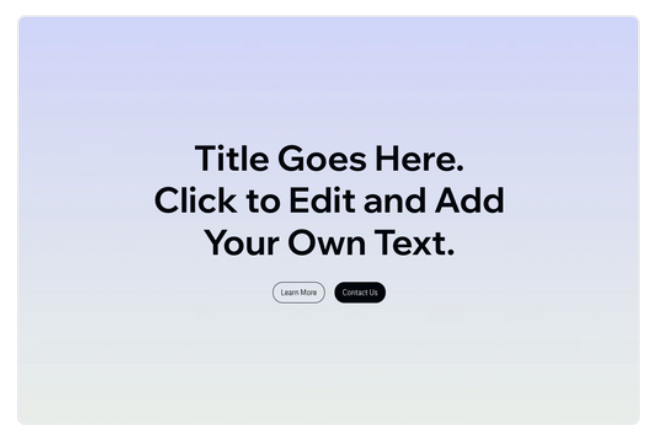 Title Goes Here.
Click to Edit and Add
Your Own Text.
Learn More Contact Us